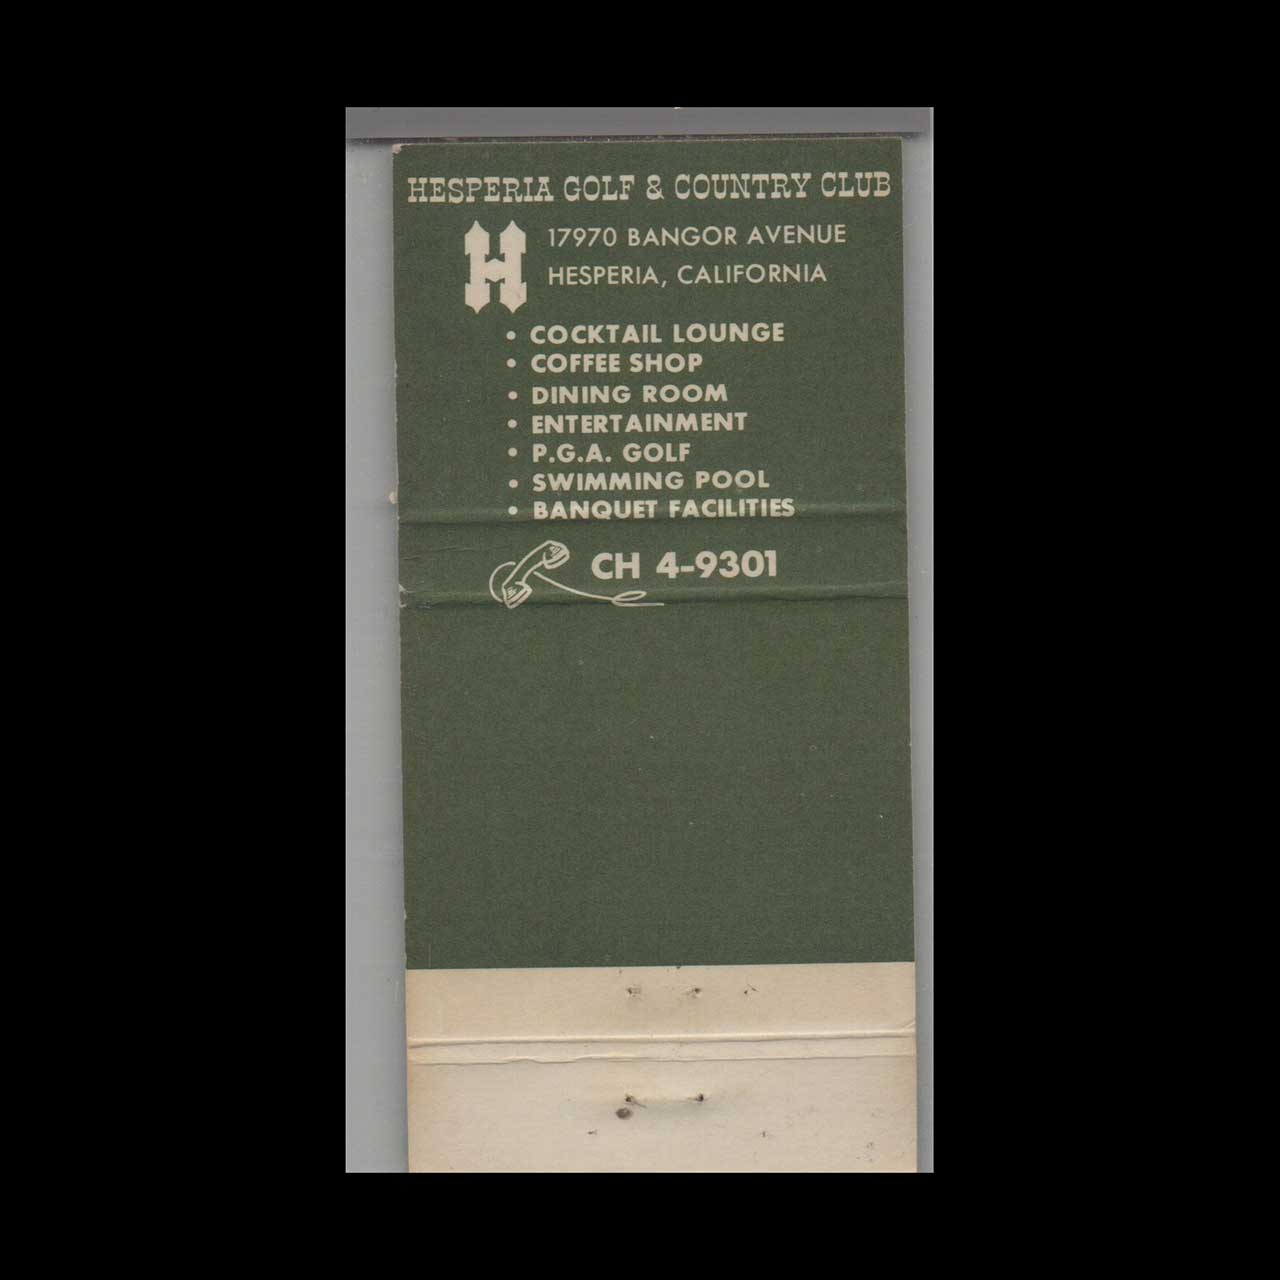 HESPERIA GOLF & COUNTRY CLUB
H
17970 BANGOR AVENUE
HESPERIA, CALIFORNIA
• COCKTAIL LOUNGE
• COFFEE SHOP
• DINING ROOM
• ENTERTAINMENT
• P.G.A. GOLF
• SWIMMING POOL
• BANQUET FACILITIES
CH 4-9301